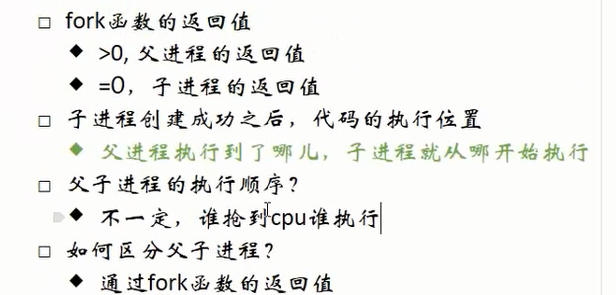 □ fork函数的返回值
◆ >0, 父进程的返回值
◆ =0, 子进程的返回值
□ 子进程创建成功之后，代码的执行位置
◆ 父进程执行到了哪儿，子进程就从哪开始执行
□ 父子进程的执行顺序？
◆ 不一定，谁抢到cpu谁执行
□ 如何区分父子进程？
◆ 通过fork函数的返回值